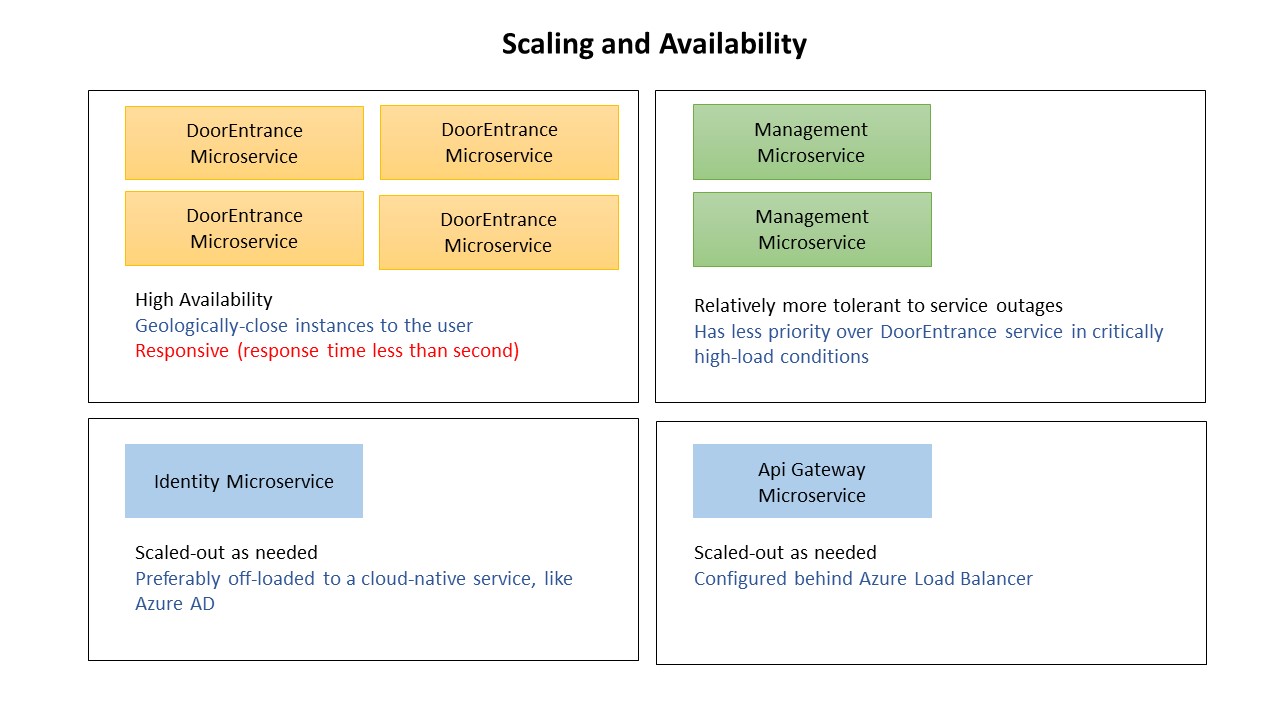 Scaling and Availability
DoorEntrance
Microservice
DoorEntrance
Microservice
DoorEntrance
Microservice
DoorEntrance
Microservice
High Availability
Geologically-close instances to the user
Responsive (response time less than second)
Management
Microservice
Management
Microservice
Relatively more tolerant to service outages
Has less priority over DoorEntrance service in critically
high-load conditions
Identity Microservice
Scaled-out as needed
Preferably off-loaded to a cloud-native service, like
Azure AD
Api Gateway
Microservice
Scaled-out as needed
Configured behind Azure Load Balancer